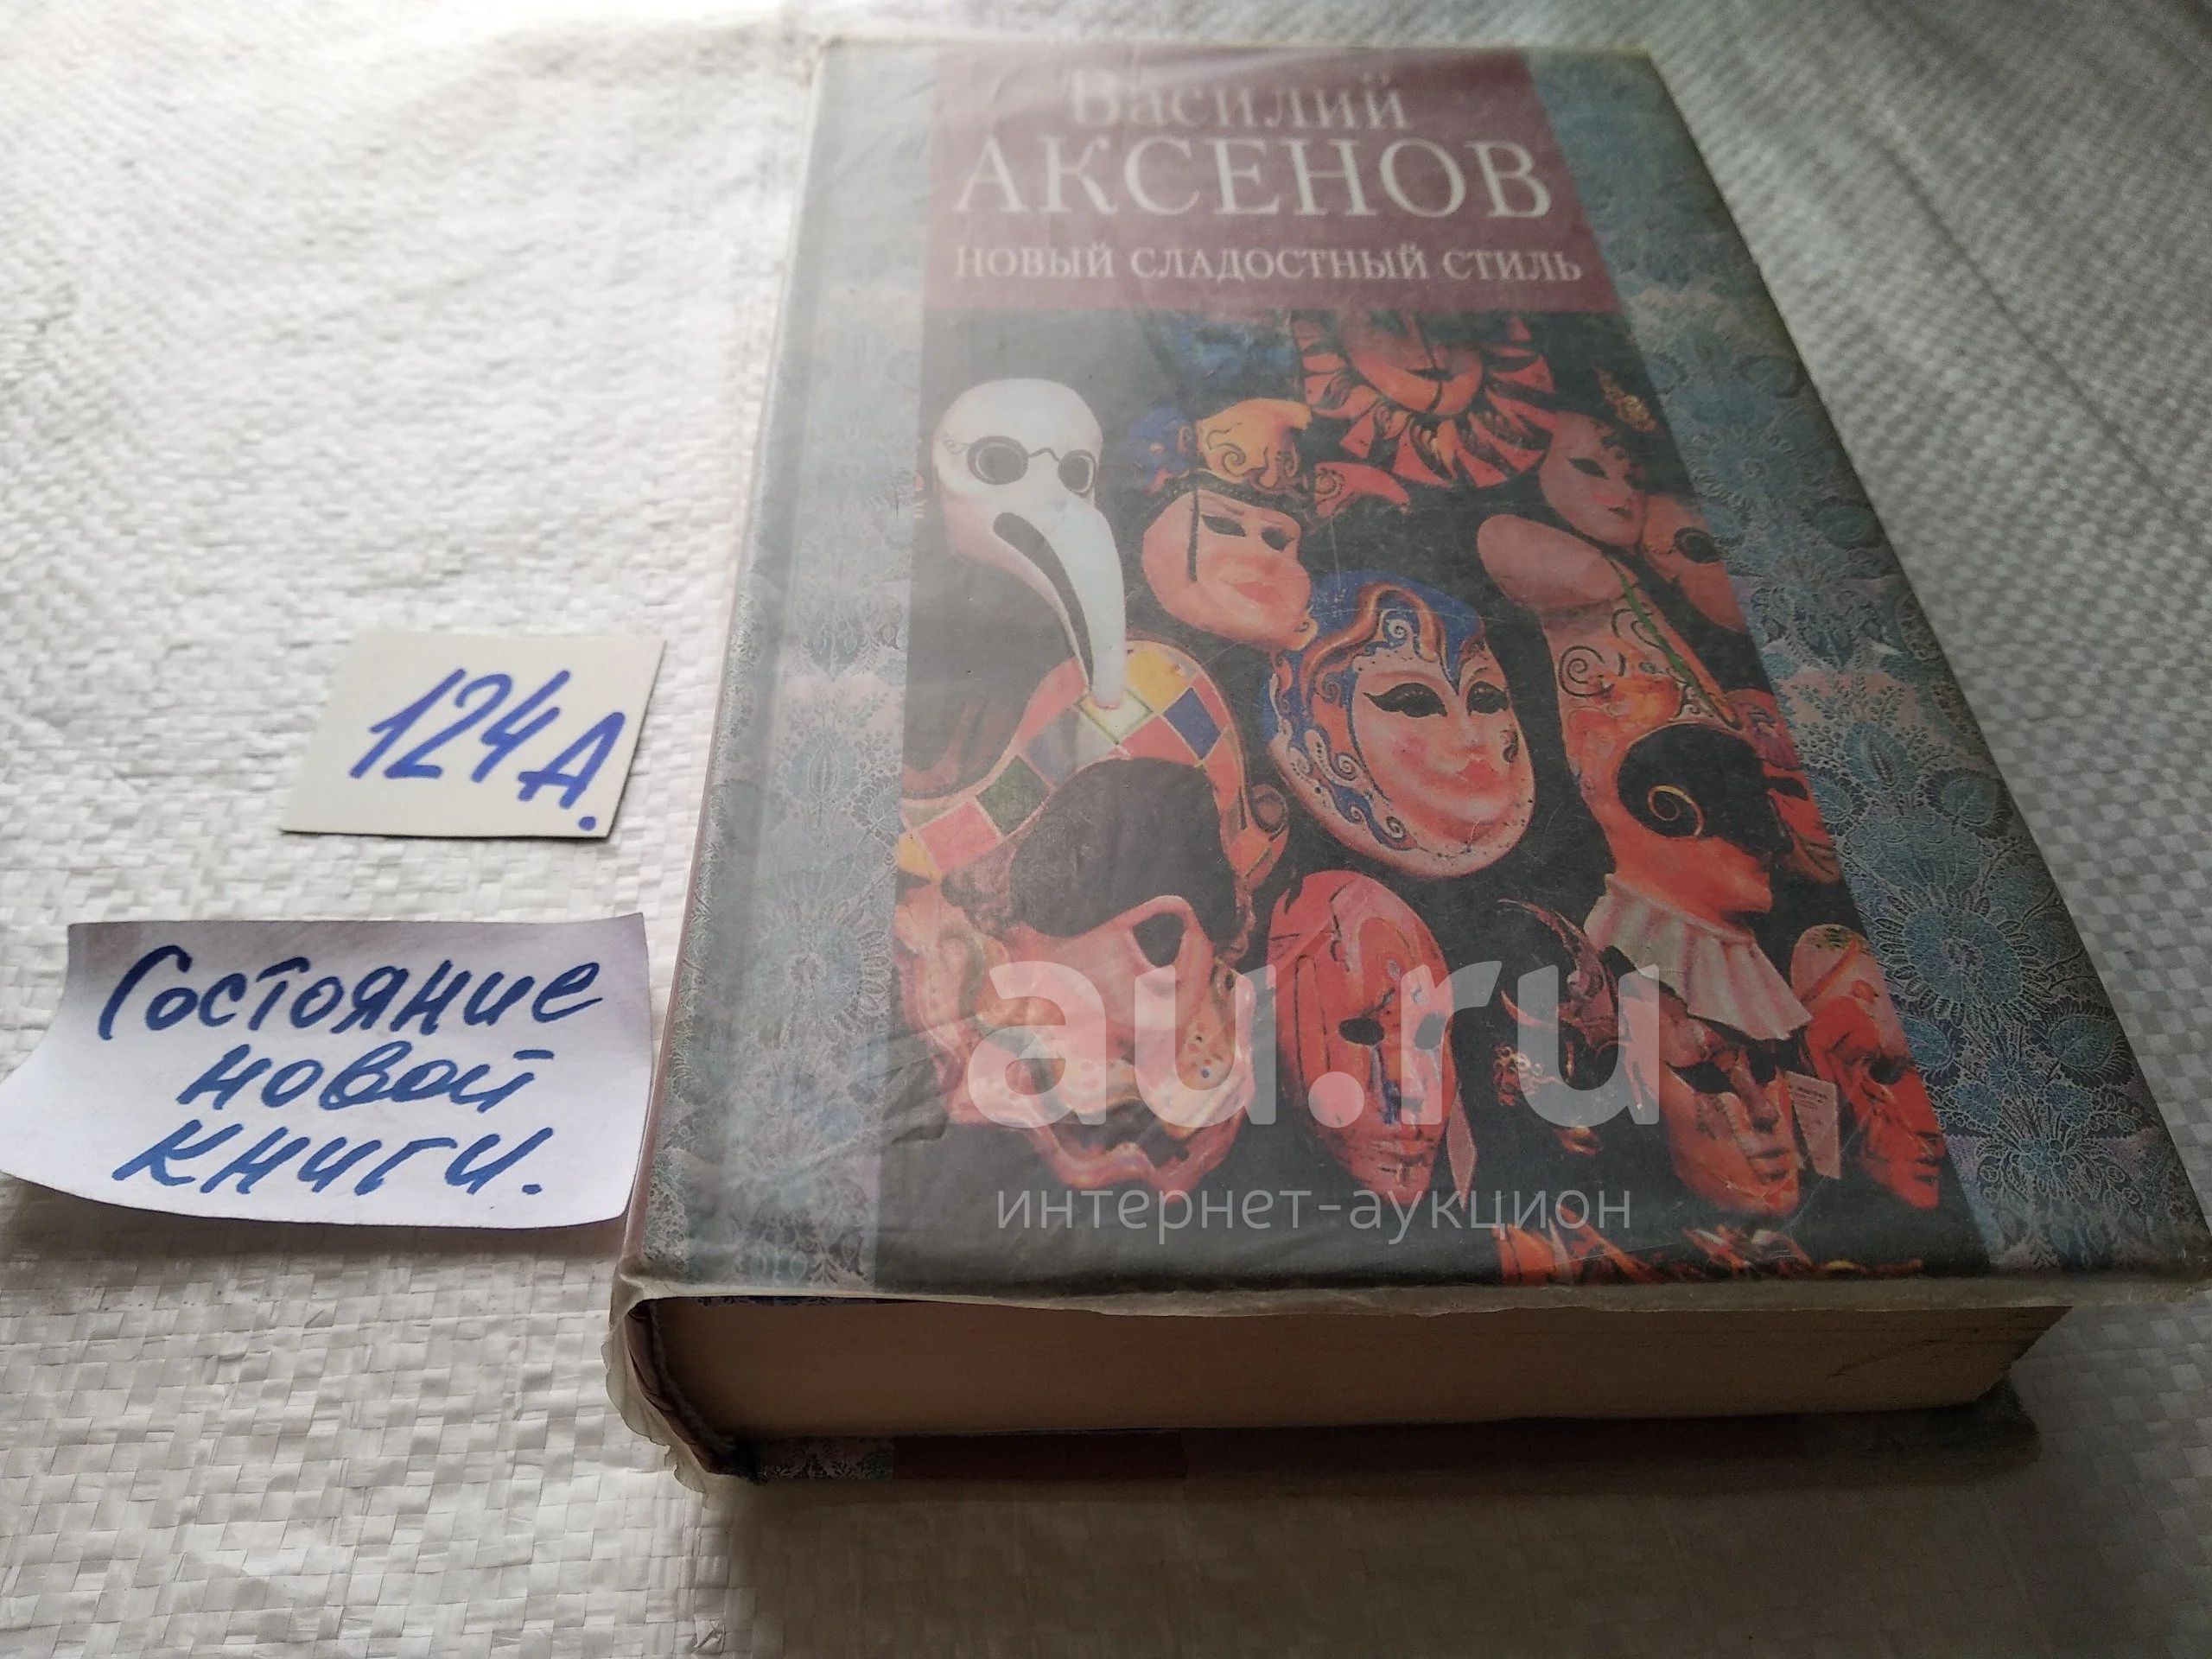 Василий
АКСЕНОВ
НОВЫЙ СЛАДОСТНЫЙ СТИЛЬ
124А.
Состояние
новой
книги.
au.ru
интернет-аукцион